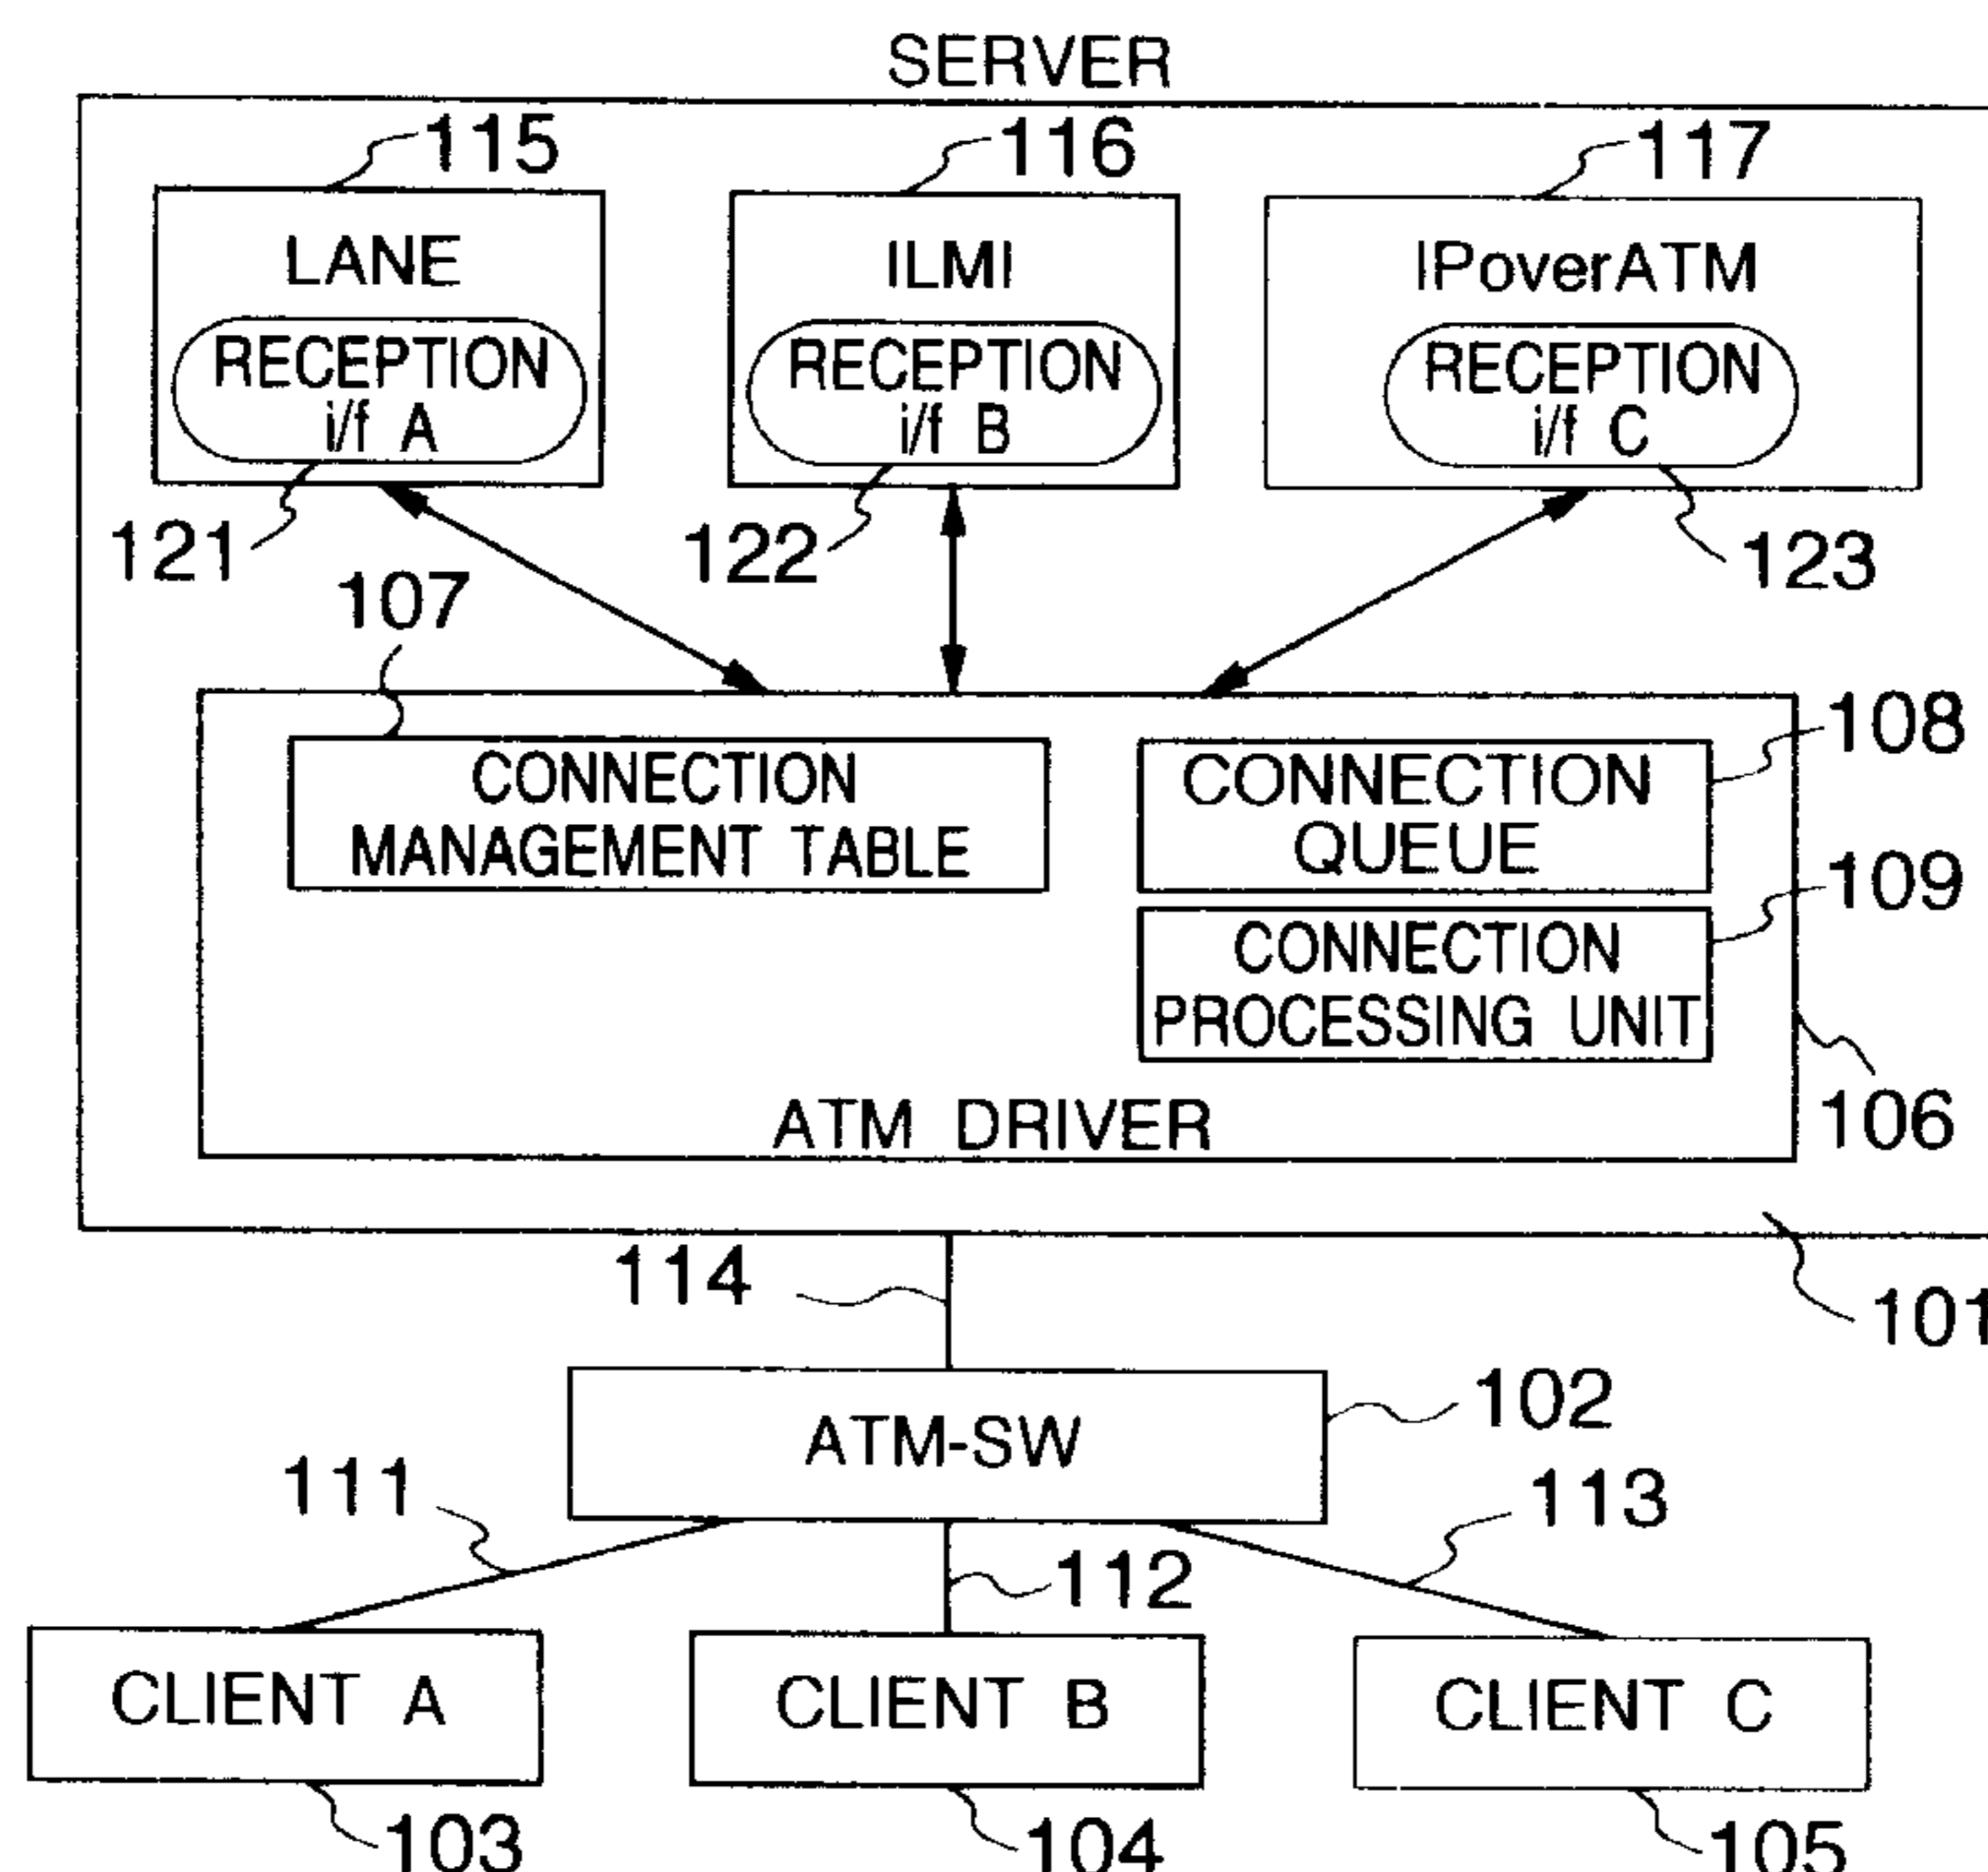 SERVER
115
116
117
LANE
ILMI
IPoverATM
RECEPTION
i/f A
RECEPTION
i/f B
RECEPTION
i/f C
121
122
123
107
CONNECTION
MANAGEMENT TABLE
CONNECTION
QUEUE
108
CONNECTION
PROCESSING UNIT
109
ATM DRIVER
106
114
101
ATM-SW
102
111
112
113
CLIENT A
CLIENT B
CLIENT C
103
104
105